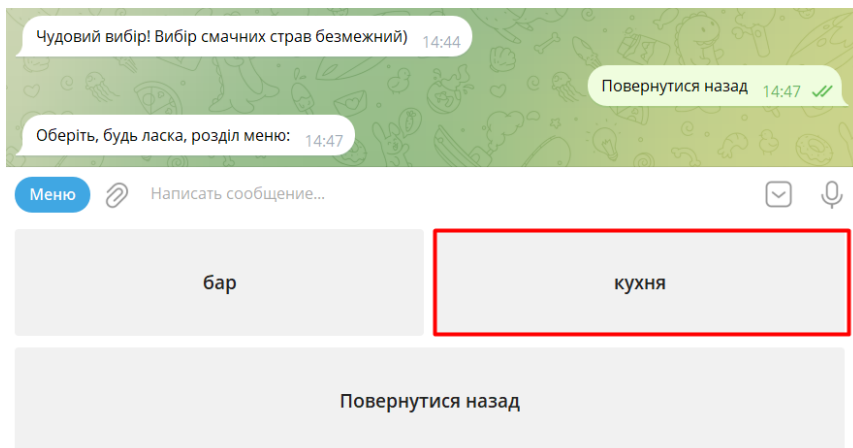 Чудовий вибір! Вибір смачних страв безмежний) 14:44
Повернутися назад 14:47
Оберіть, будь ласка, розділ меню: 14:47
Меню Написать сообщение...
бар кухня
Повернутися назад